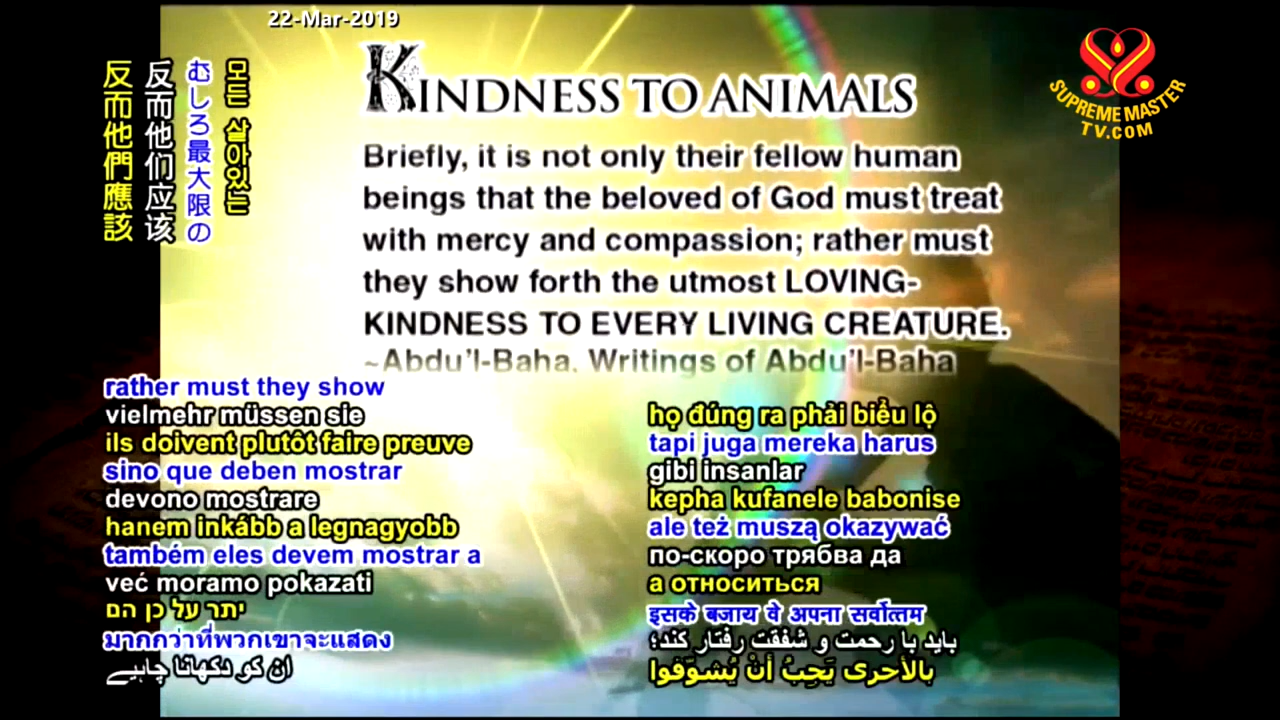 22-Mar-2019
KINDNESS TO ANIMALS
Briefly, it is not only their fellow human
beings that the beloved of God must treat
with mercy and compassion; rather must
they show forth the utmost LOVING-
KINDNESS TO EVERY LIVING CREATURE.
~Abdu'l-Baha, Writings of Abdu'l-Baha
SUPREME MASTER
TV.COM
모든 살아있는
むしろ最大限の
反而他们应该
反而他們應該
rather must they show
vielmehr müssen sie
ils doivent plutôt faire preuve
sino que deben mostrar
devono mostrare
hanem inkább a legnagyobb
também eles devem mostrar a
već moramo pokazati
יתר על כן הם
มากกว่าที่พวกเขาจะแสดง
ان کو دکھانا چاہیے
họ đúng ra phải biểu lộ
tapi juga mereka harus
gibi insanlar
kepha kufanele babonise
ale też muszą okazywać
по-скоро трябва да
а относиться
इसके बजाय वे अपना सर्वोत्तम
باید با رحمت و شفقت رفتار کند؛
بالأحرى يَجِبُ أنْ يُشوّفوا